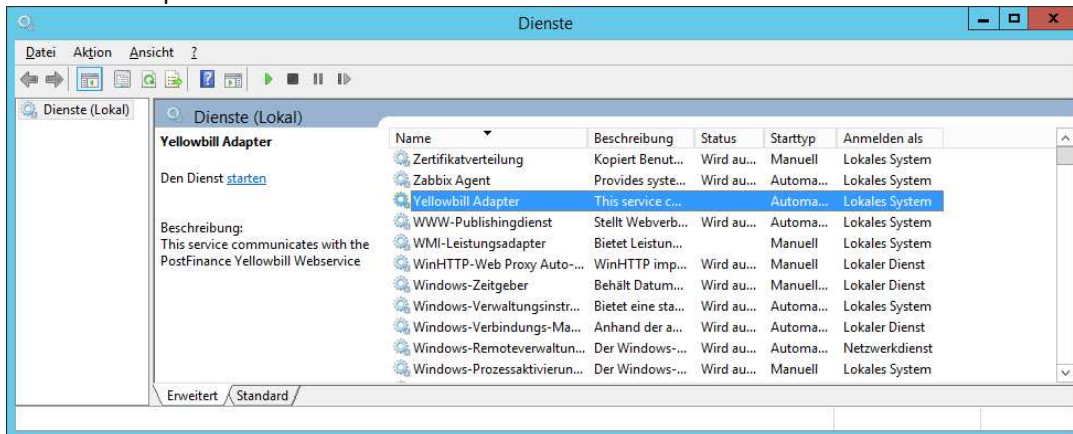 Dienste
Datei Aktion Ansicht ?
Dienste (Lokal)
Dienste (Lokal)
Yellowbill Adapter
Den Dienst starten
Beschreibung:
This service communicates with the
PostFinance Yellowbill Webservice
Name Beschreibung Status Starttyp Anmelden als
Zertifikatverteilung Kopiert Benut... Wird au... Manuell Lokales System
Zabbix Agent Provides syste... Wird au... Automa... Lokales System
Yellowbill Adapter This service c... Automa... Lokales System
WWW-Publishingdienst Stellt Webverb... Wird au... Automa... Lokales System
WMI-Leistungsadapter Bietet Leistun... Manuell Lokales System
WinHTTP-Web Proxy Auto-... WinHTTP imp... Wird au... Manuell Lokaler Dienst
Windows-Zeitgeber Behält Datum... Wird au... Manuell... Lokaler Dienst
Windows-Verwaltungsinstr... Bietet eine sta... Wird au... Automa... Lokales System
Windows-Verbindungs-Ma... Anhand der a... Wird au... Automa... Lokaler Dienst
Windows-Remoteverwaltun... Der Windows-... Wird au... Automa... Netzwerkdienst
Windows-Prozessaktivierun... Der Windows-... Wird au... Manuell Lokales System
Erweitert Standard